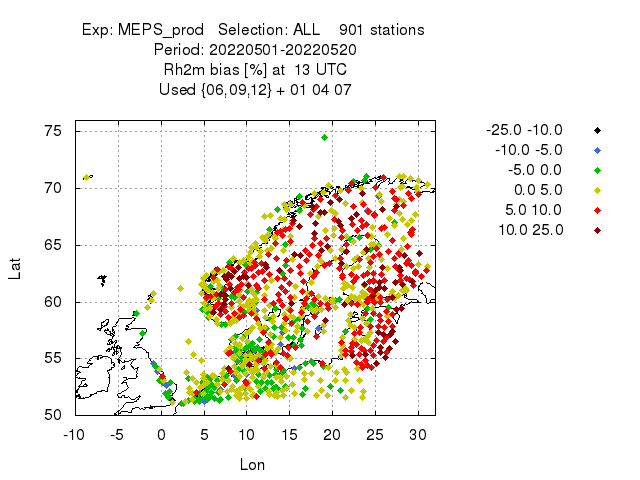 Exp: MEPS_prod   Selection: ALL    901 stations
Period: 20220501-20220520
Rh2m bias [%] at  13 UTC
Used {06,09,12} + 01 04 07
-25.0 -10.0
-10.0 -5.0
-5.0 0.0
0.0 5.0
5.0 10.0
10.0 25.0
75
70
65
60
55
50
Lat
-10 -5 0 5 10 15 20 25 30
Lon